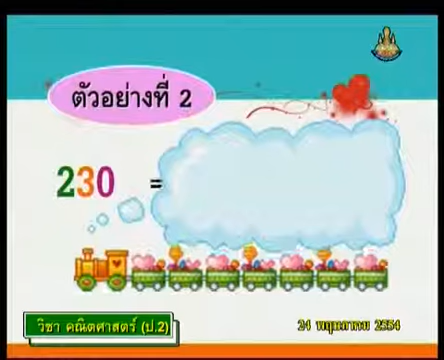 ตัวอย่างที่ 2
230 =
วิชา คณิตศาสตร์ (ป.2)
24 พฤษภาคม 2554